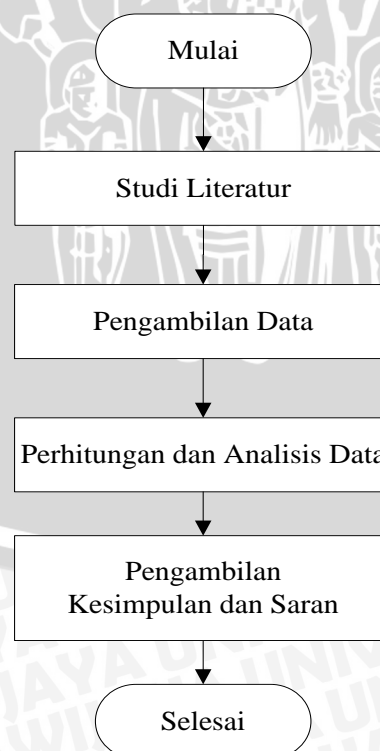 Mulai
Studi Literatur
Pengambilan Data
Perhitungan dan Analisis Data
Pengambilan
Kesimpulan dan Saran
Selesai